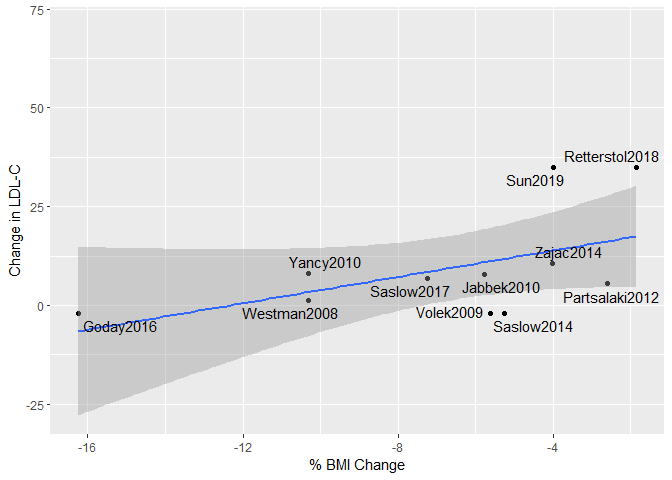 75
50
25
0
-25
Change in LDL-C
Retterstol2018
Sun2019
Zajac2014
Yancy2010
Saslow2017
Jabbek2010
Partsalaki2012
Westman2008
Volek2009
Goday2016
Saslow2014
-16
-12
-8
-4
% BMI Change